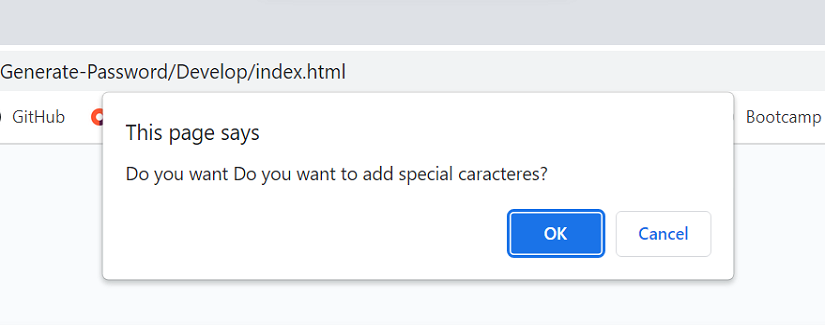 Generate-Password/Develop/index.html
GitHub
Bootcamp
This page says
Do you want Do you want to add special caracteres?
OK Cancel